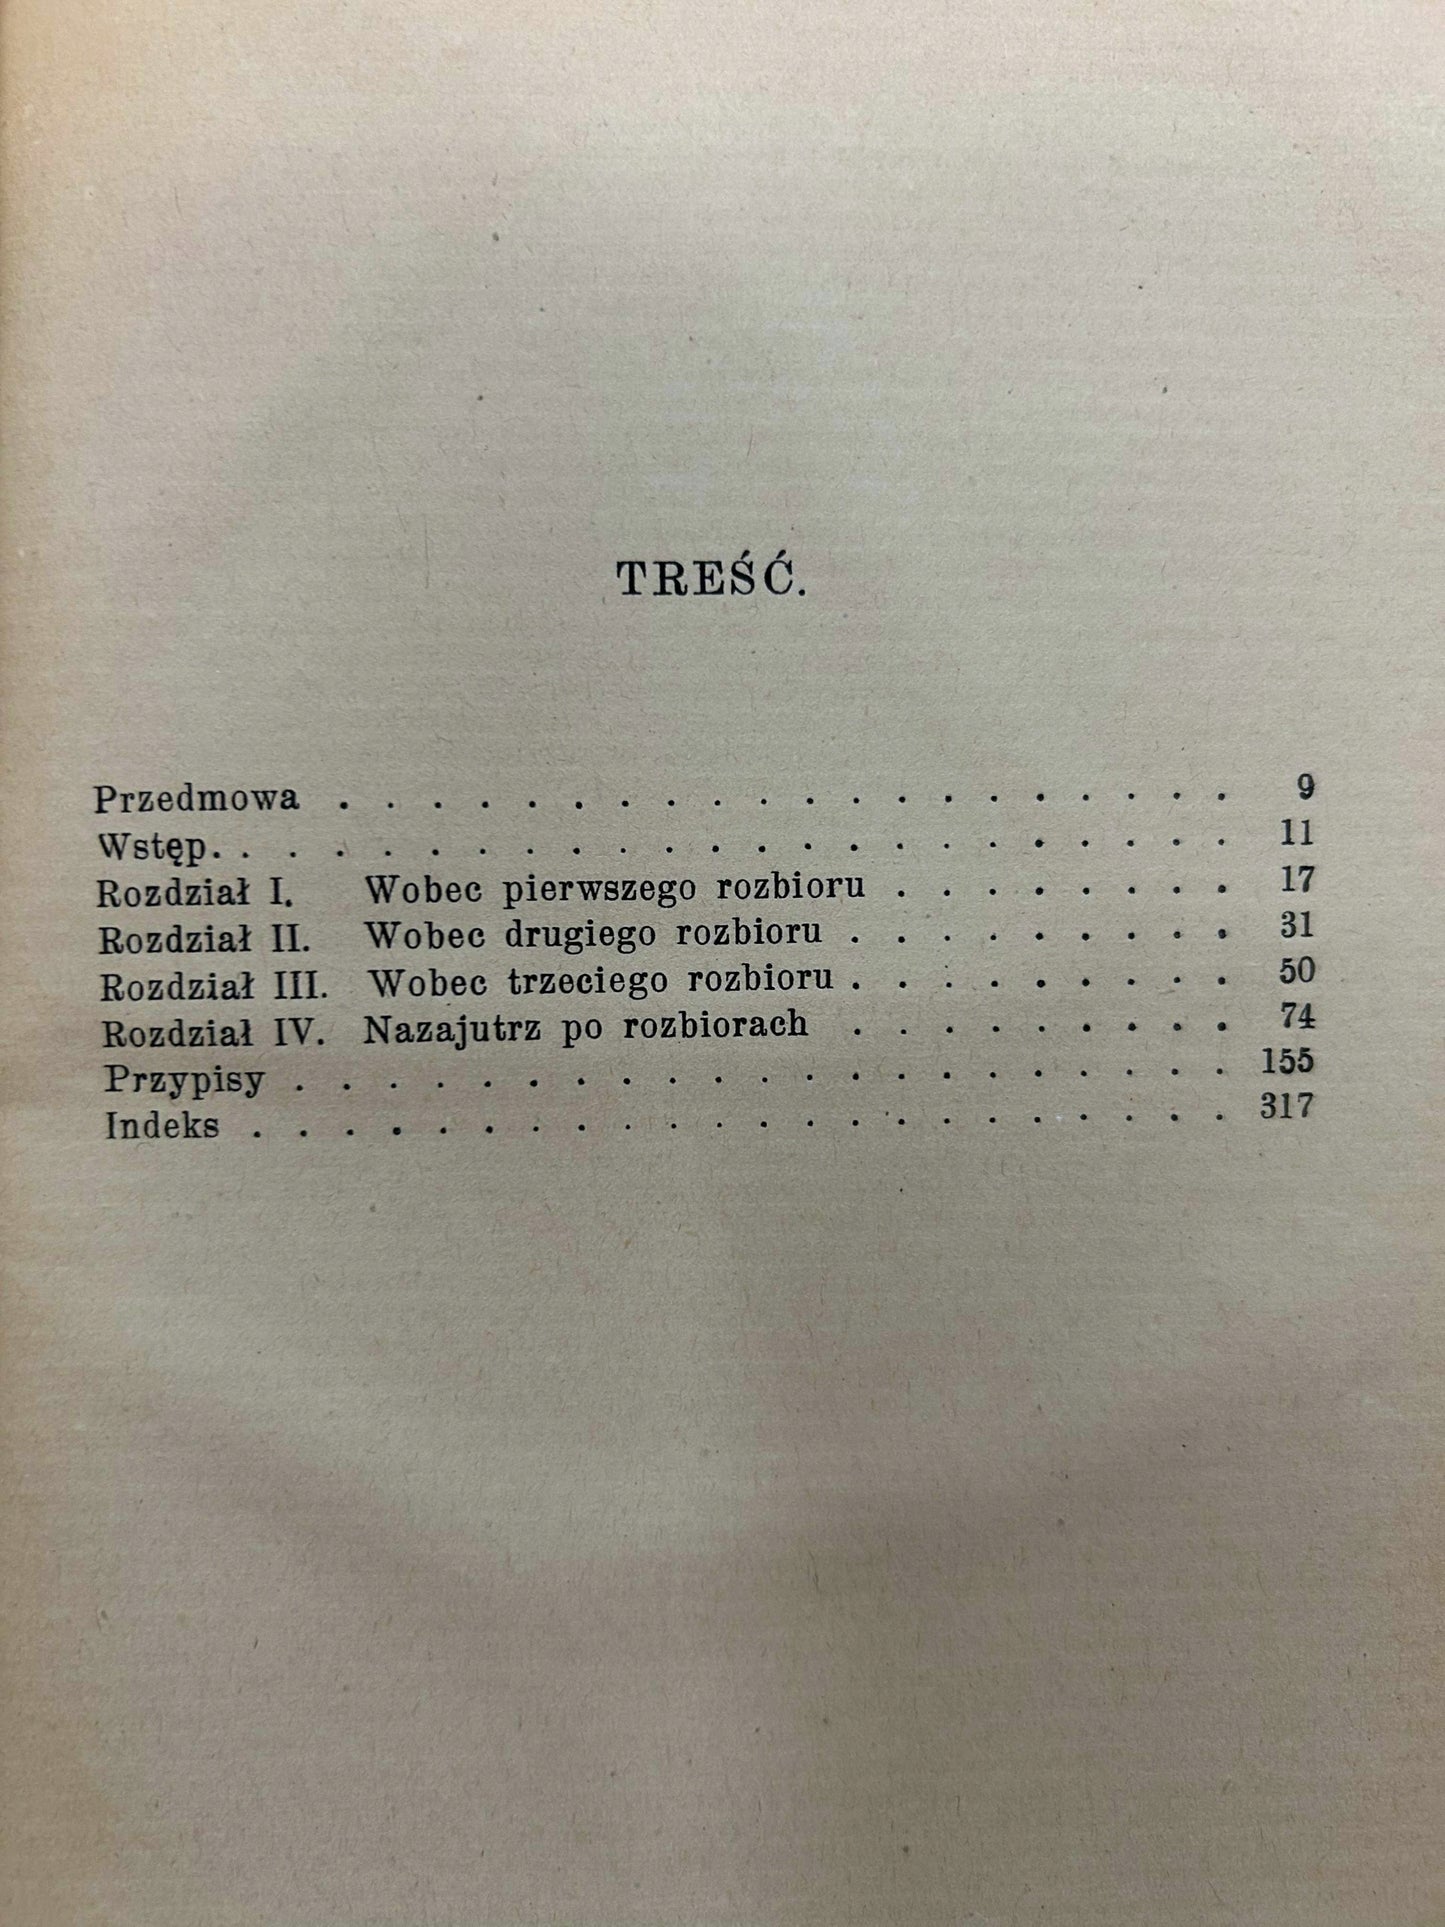 TREŚĆ.
Przedmowa . . . . . . . . . . . . . . . . . . . . 9
Wstęp. . . . . . . . . . . . . . . . . . . . . . . 11
Rozdział I. Wobec pierwszego rozbioru . . . . . . . . 17
Rozdział II. Wobec drugiego rozbioru . . . . . . . . . 31
Rozdział III. Wobec trzeciego rozbioru . . . . . . . . . 50
Rozdział IV. Nazajutrz po rozbiorach . . . . . . . . . 74
Przypisy . . . . . . . . . . . . . . . . . . . . . 155
Indeks . . . . . . . . . . . . . . . . . . . . . . 317